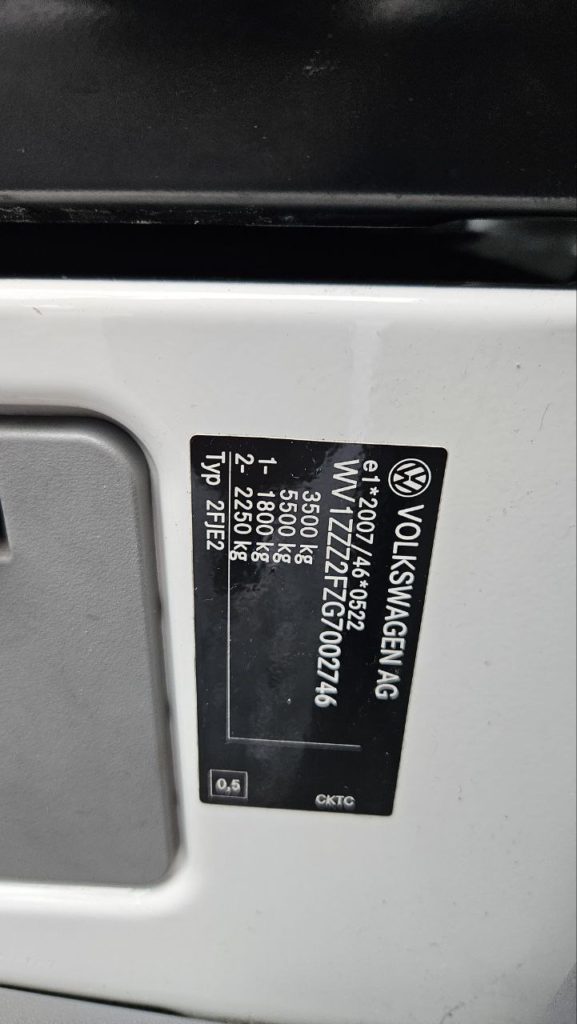 VOLKSWAGEN AG
e1*2007/46*0522
WV1ZZZ2FZG7002746
3500 kg
5500 kg
1- 1800 kg
2- 2250 kg
Typ 2FJE2
CKTC
0,5